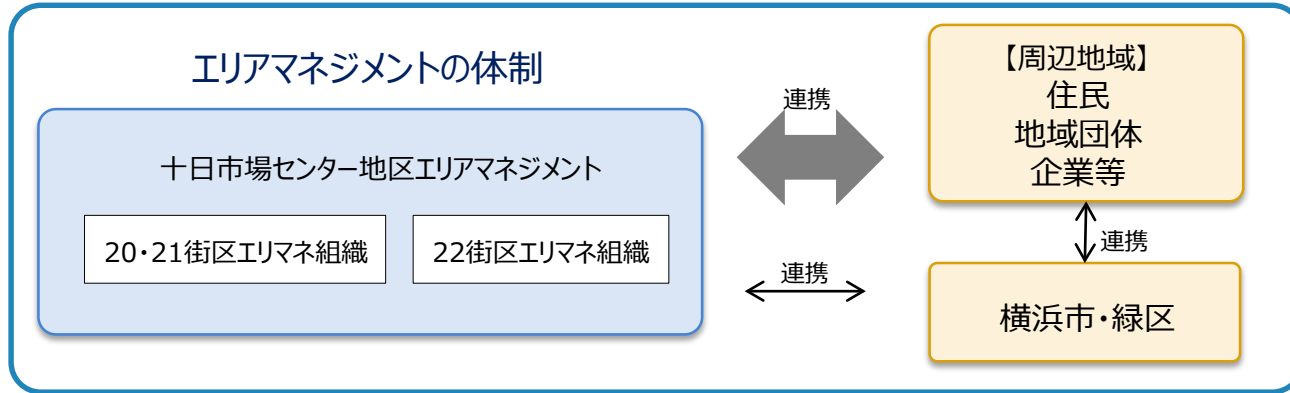 エリアマネジメントの体制
十日市場センター地区エリアマネジメント
20・21街区エリマネ組織
22街区エリマネ組織
連携
連携
【周辺地域】
住民
地域団体
企業等
連携
横浜市・緑区